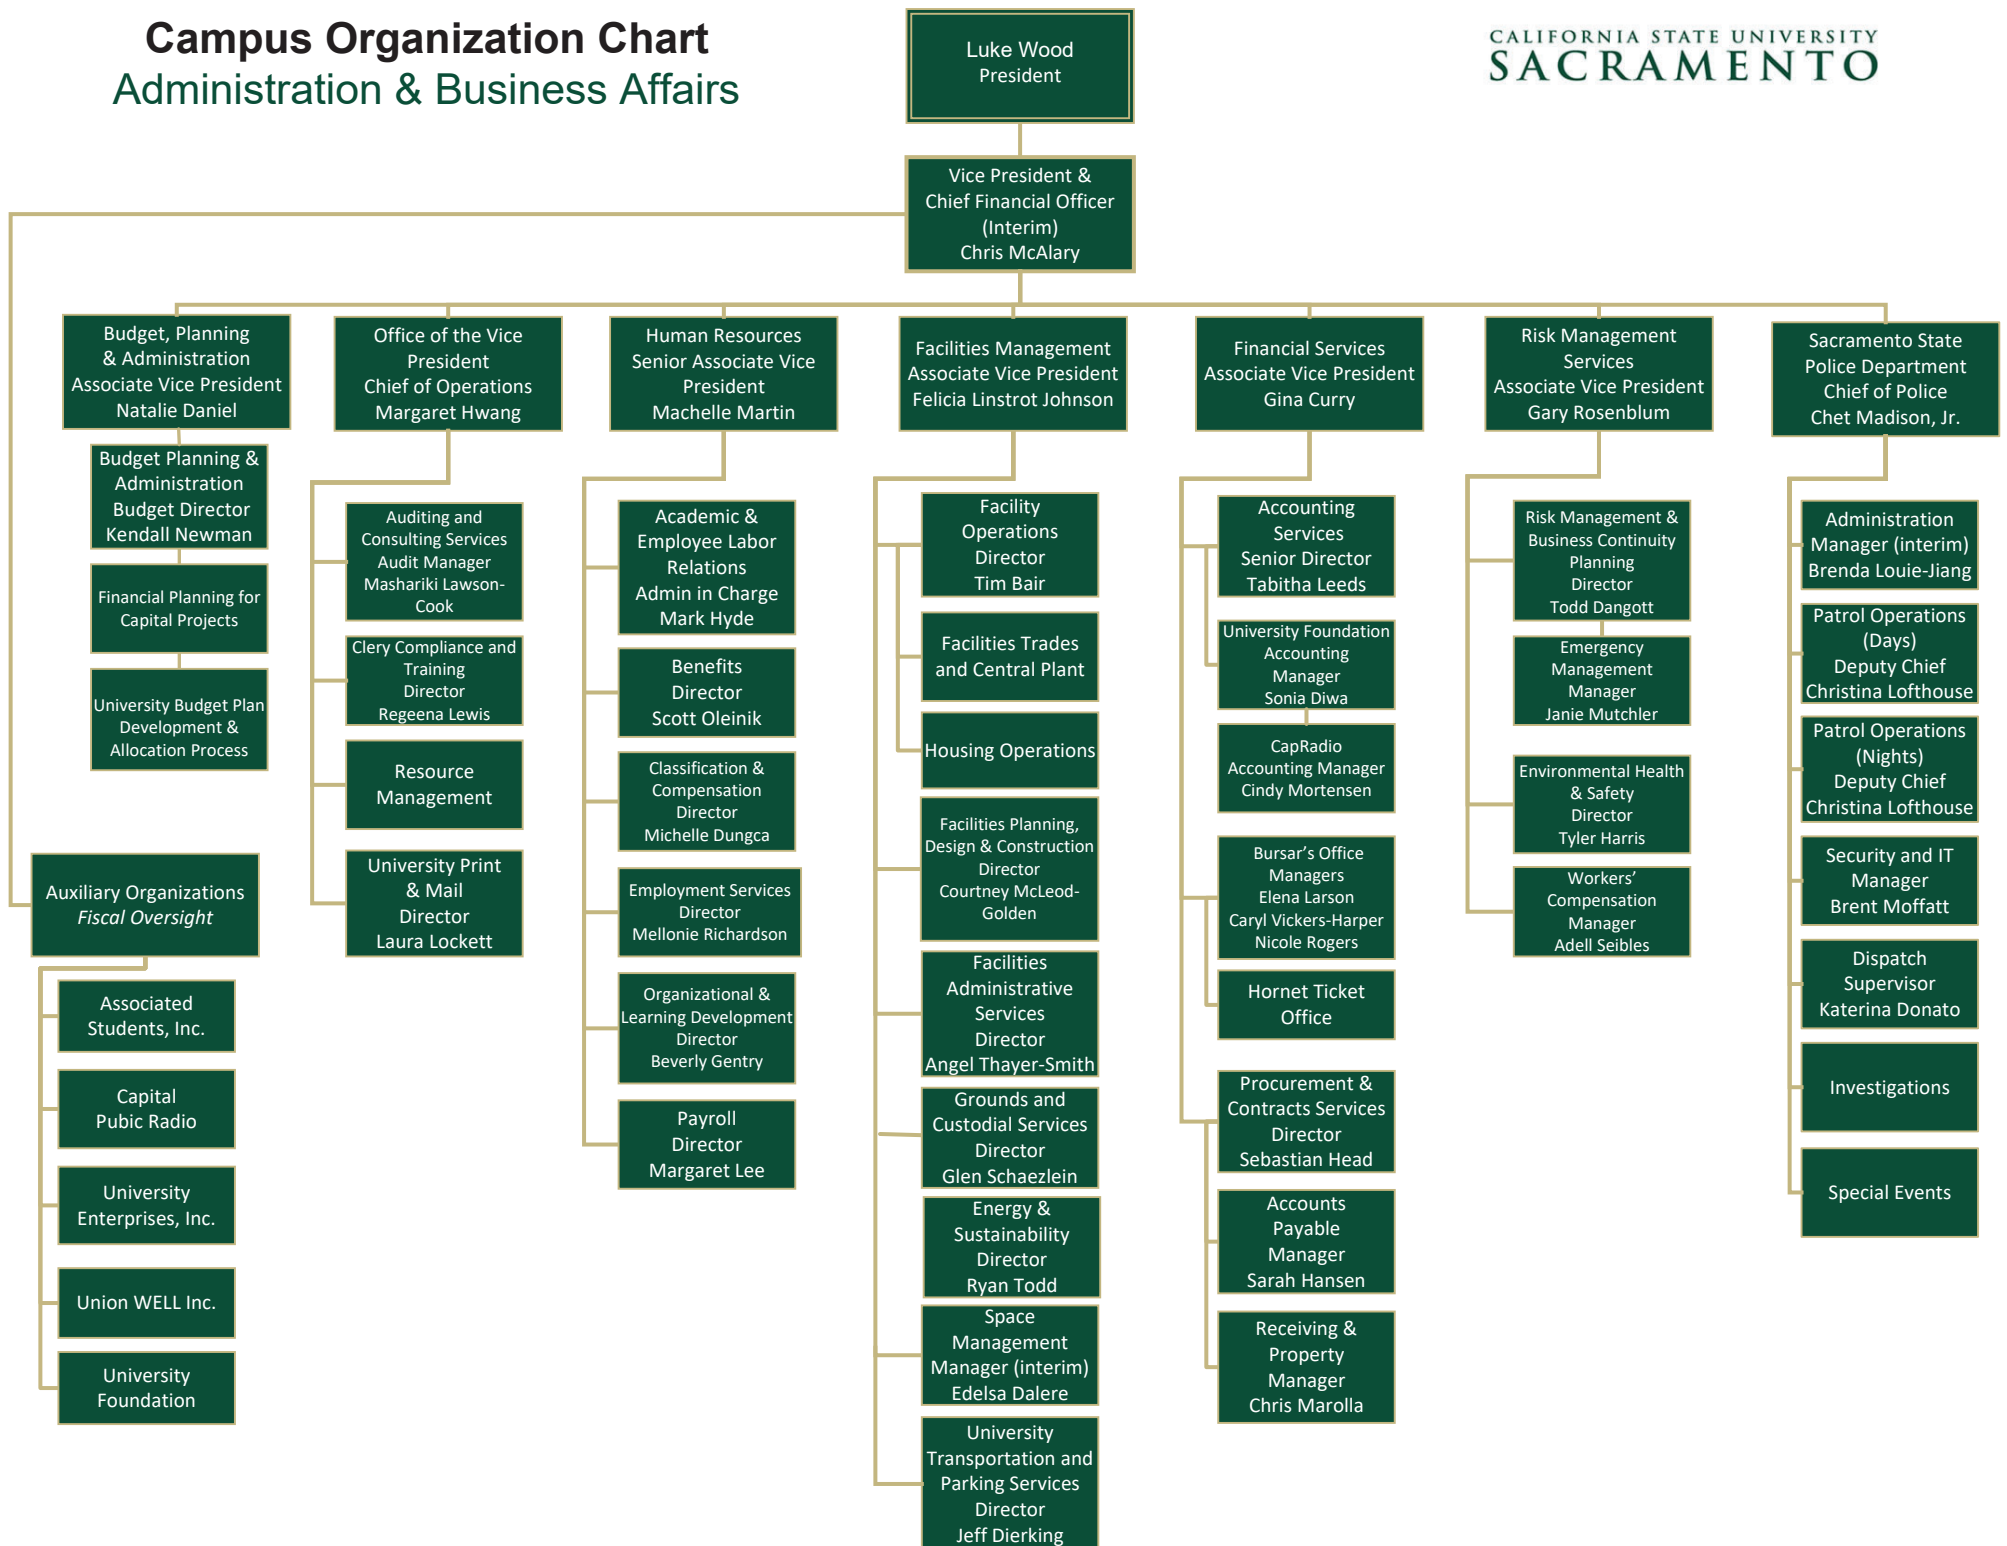 Campus Organization Chart
Administration & Business Affairs
CALIFORNIA STATE UNIVERSITY
SACRAMENTO
Luke Wood
President
Vice President &
Chief Financial Officer
(Interim)
Chris McAlary
Budget, Planning
& Administration
Associate Vice President
Natalie Daniel
Budget Planning &
Administration
Budget Director
Kendall Newman
Financial Planning for
Capital Projects
University Budget Plan
Development &
Allocation Process
Auxiliary Organizations
Fiscal Oversight
Associated
Students, Inc.
Capital
Pubic Radio
University
Enterprises, Inc.
Union WELL Inc.
University
Foundation
Office of the Vice
President
Chief of Operations
Margaret Hwang
Auditing and
Consulting Services
Audit Manager
Mashariki Lawson-
Cook
Clery Compliance and
Training
Director
Regeena Lewis
Resource
Management
University Print
& Mail
Director
Laura Lockett
Human Resources
Senior Associate Vice
President
Machelle Martin
Academic &
Employee Labor
Relations
Admin in Charge
Mark Hyde
Benefits
Director
Scott Oleinik
Classification &
Compensation
Director
Michelle Dungca
Employment Services
Director
Mellonie Richardson
Organizational &
Learning Development
Director
Beverly Gentry
Payroll
Director
Margaret Lee
Facilities Management
Associate Vice President
Felicia Linstrot Johnson
Facility
Operations
Director
Tim Bair
Facilities Trades
and Central Plant
Housing Operations
Facilities Planning,
Design & Construction
Director
Courtney McLeod-
Golden
Facilities
Administrative
Services
Director
Angel Thayer-Smith
Grounds and
Custodial Services
Director
Glen Schaezlein
Energy &
Sustainability
Director
Ryan Todd
Space
Management
Manager (interim)
Edelsa Dalere
University
Transportation and
Parking Services
Director
Jeff Dierking
Financial Services
Associate Vice President
Gina Curry
Accounting
Services
Senior Director
Tabitha Leeds
University Foundation
Accounting
Manager
Sonia Diwa
CapRadio
Accounting Manager
Cindy Mortensen
Bursar’s Office
Managers
Elena Larson
Caryl Vickers-Harper
Nicole Rogers
Hornet Ticket
Office
Procurement &
Contracts Services
Director
Sebastian Head
Accounts
Payable
Manager
Sarah Hansen
Receiving &
Property
Manager
Chris Marolla
Risk Management
Services
Associate Vice President
Gary Rosenblum
Risk Management &
Business Continuity
Planning
Director
Todd Dangott
Emergency
Management
Manager
Janie Mutchler
Environmental Health
& Safety
Director
Tyler Harris
Workers’
Compensation
Manager
Adell Seibles
Sacramento State
Police Department
Chief of Police
Chet Madison, Jr.
Administration
Manager (interim)
Brenda Louie-Jiang
Patrol Operations
(Days)
Deputy Chief
Christina Lofthouse
Patrol Operations
(Nights)
Deputy Chief
Christina Lofthouse
Security and IT
Manager
Brent Moffatt
Dispatch
Supervisor
Katerina Donato
Investigations
Special Events